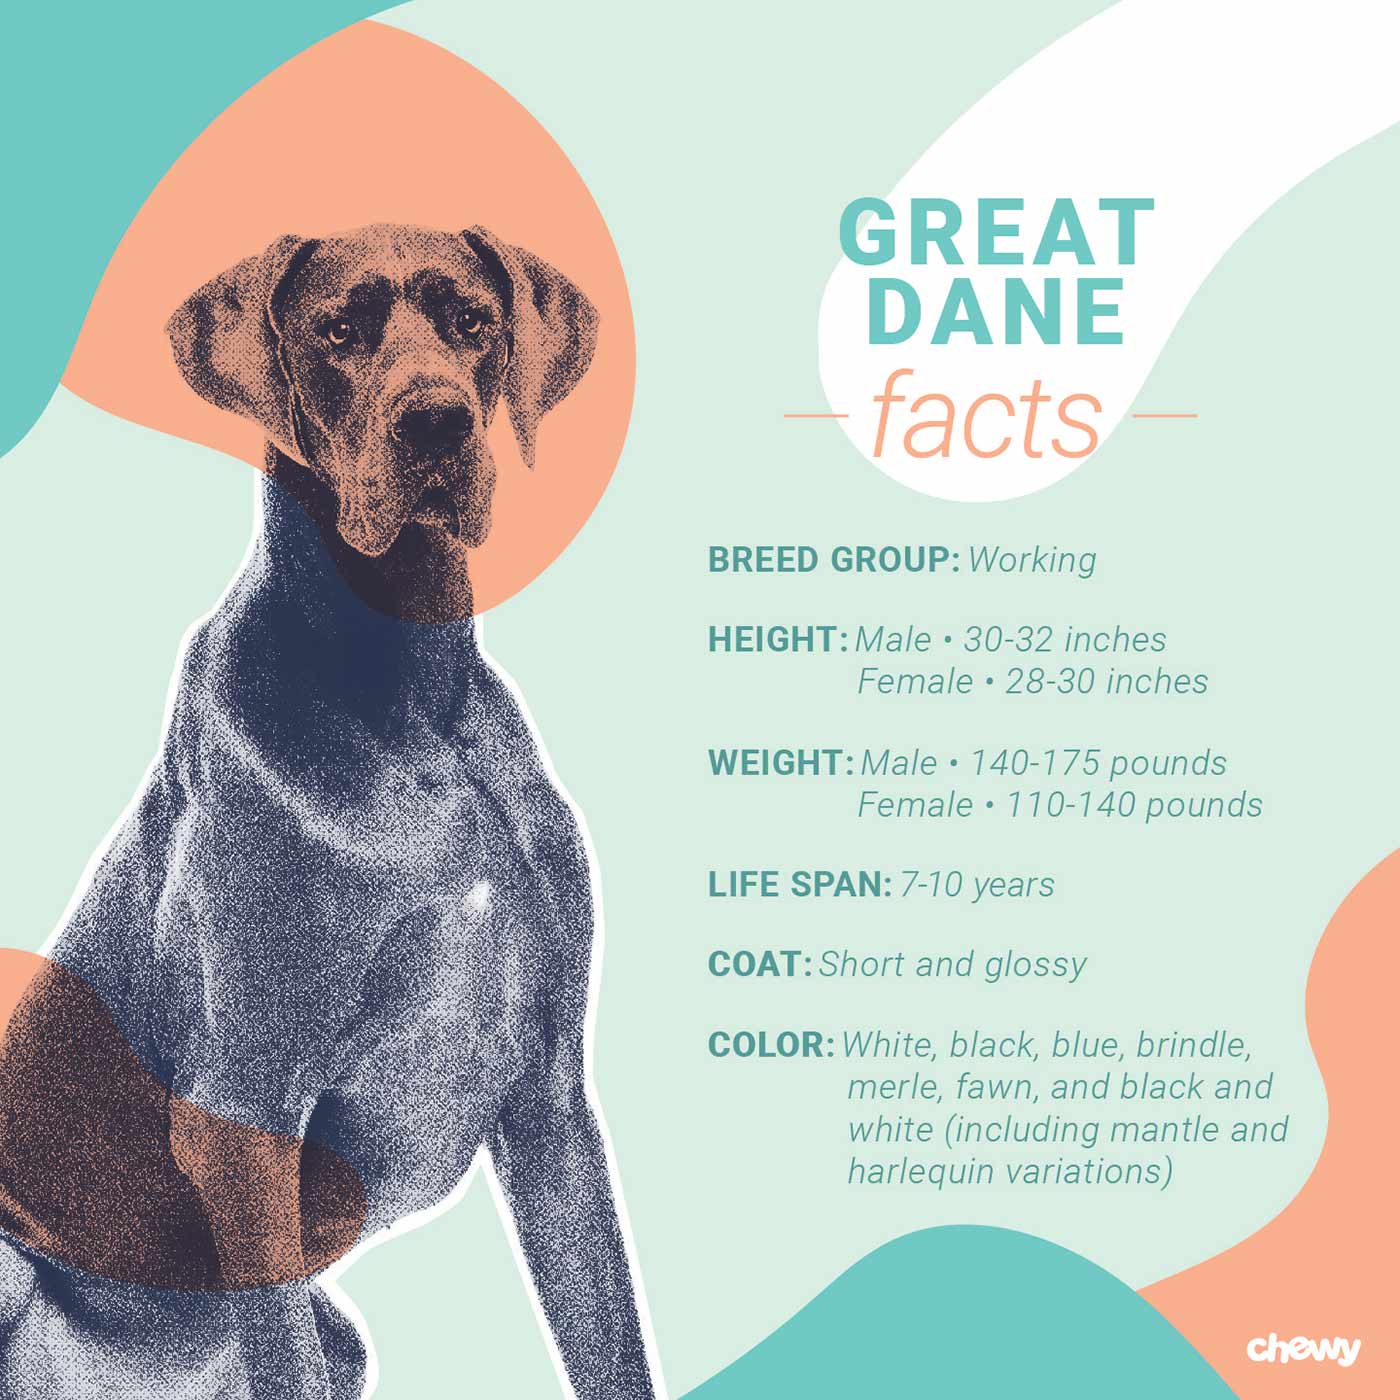 GREAT
DANE
facts
BREED GROUP: Working
HEIGHT: Male • 30-32 inches
Female • 28-30 inches
WEIGHT: Male • 140-175 pounds
Female • 110-140 pounds
LIFE SPAN: 7-10 years
COAT: Short and glossy
COLOR: White, black, blue, brindle,
merle, fawn, and black and
white (including mantle and
harlequin variations)
chewy